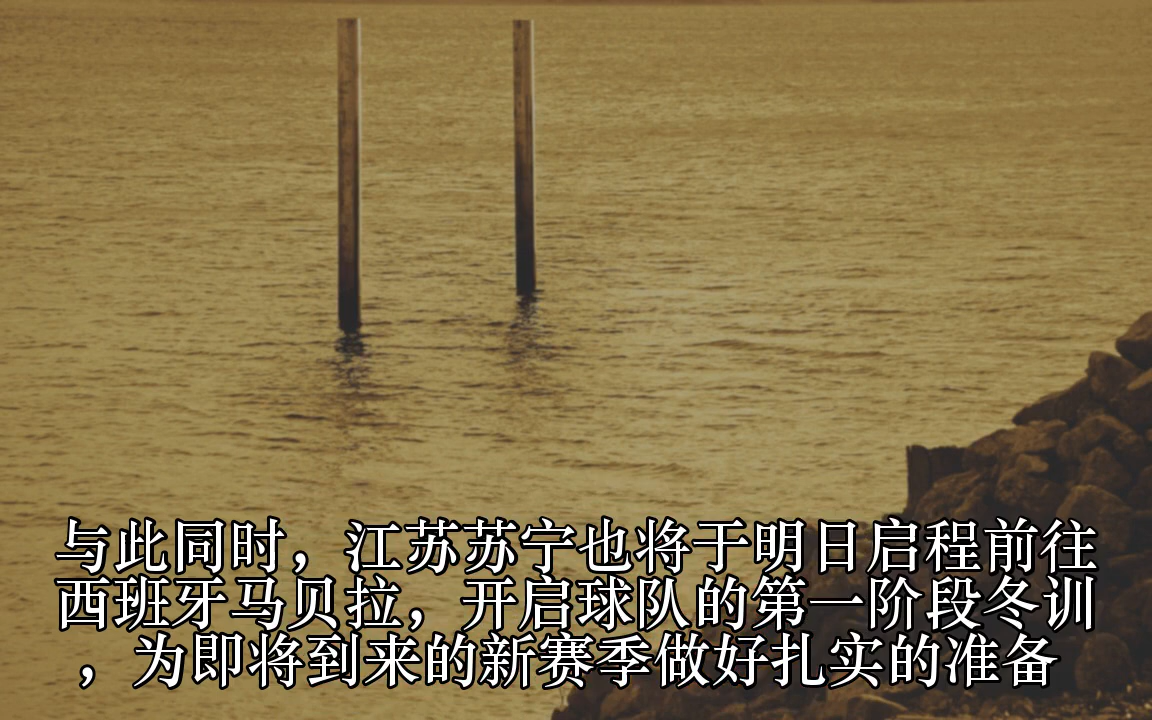 与此同时，江苏苏宁也将于明日启程前往
西班牙马贝拉，开启球队的第一阶段冬训
，为即将到来的新赛季做好扎实的准备